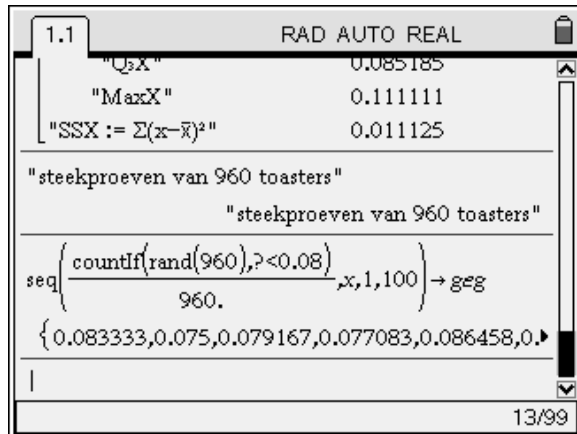 1.1 RAD AUTO REAL
"Q₃X" 0.085185
"MaxX" 0.111111
"SSX := Σ(x−x̄)²" 0.011125
"steekproeven van 960 toasters"
"steekproeven van 960 toasters"
seq(countIf(rand(960),?<0.08)/960.,x,1,100)→geg
{0.083333,0.075,0.079167,0.077083,0.086458,0.▸
13/99